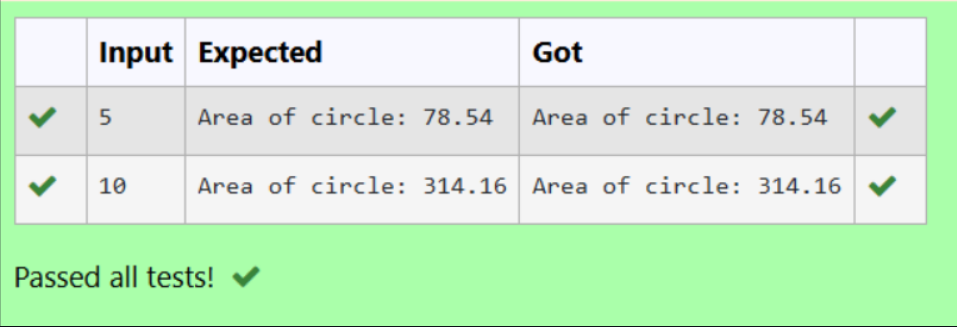 Input Expected Got
5 Area of circle: 78.54 Area of circle: 78.54
10 Area of circle: 314.16 Area of circle: 314.16
Passed all tests!